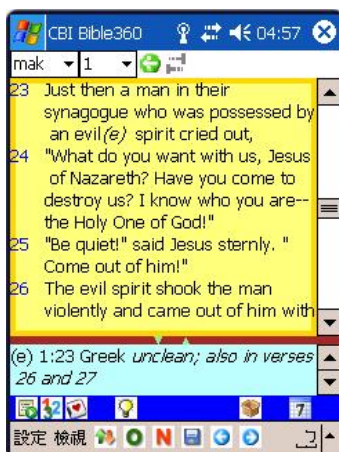 CBI Bible360 04:57
mak 1
23 Just then a man in their
synagogue who was possessed by
an evil(e) spirit cried out,
24 "What do you want with us, Jesus
of Nazareth? Have you come to
destroy us? I know who you are--
the Holy One of God!"
25 "Be quiet!" said Jesus sternly. "
Come out of him!"
26 The evil spirit shook the man
violently and came out of him with
(e) 1:23 Greek unclean; also in verses
26 and 27
32 7
設定 檢視 O N